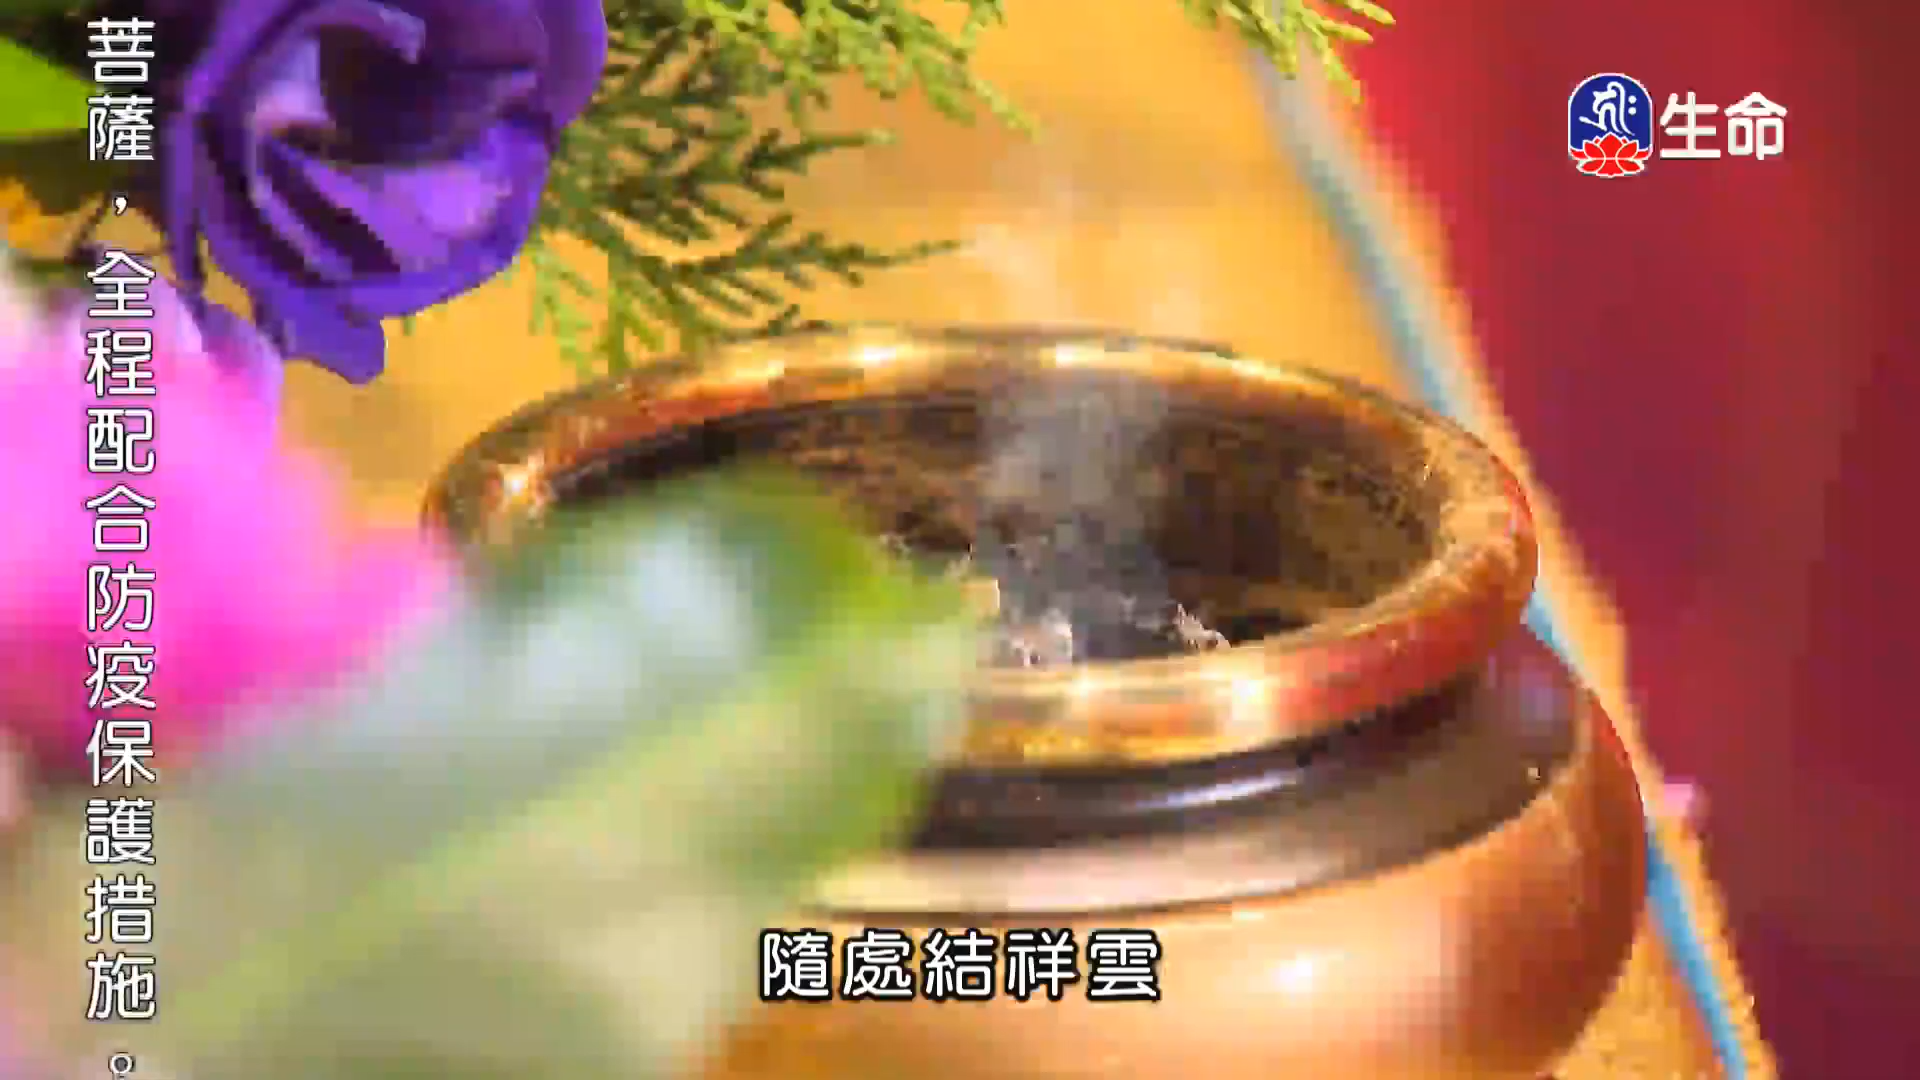 菩薩，全程配合防疫保護措施。
生命
隨處結祥雲